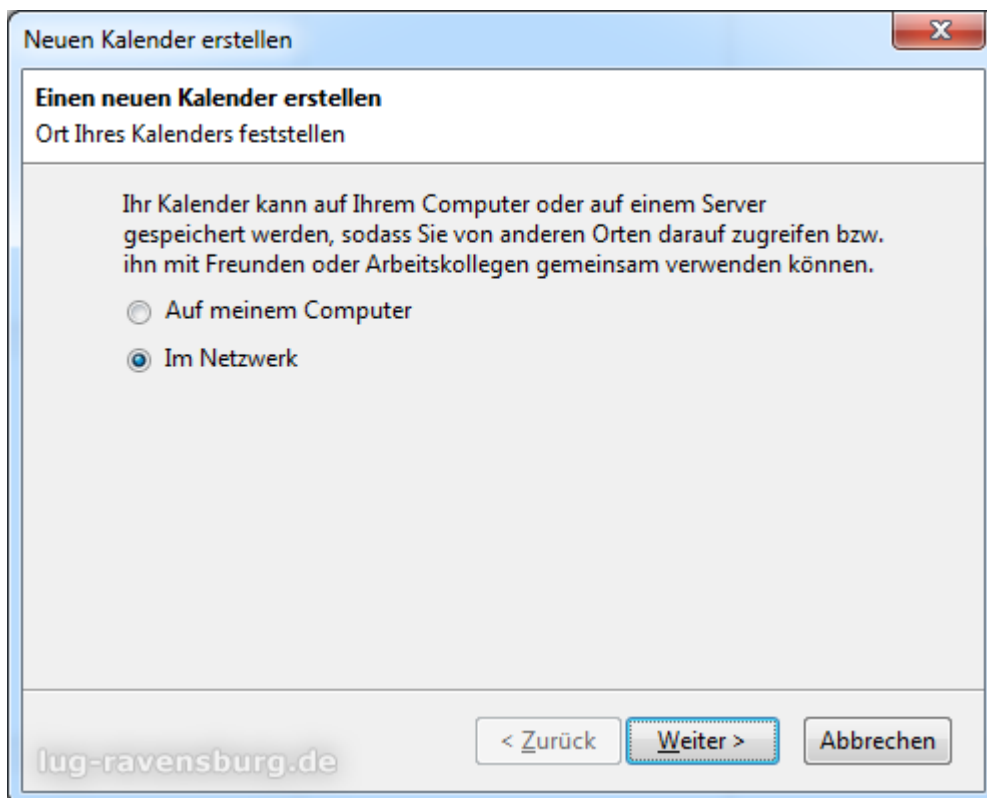 Neuen Kalender erstellen
Einen neuen Kalender erstellen
Ort Ihres Kalenders feststellen
Ihr Kalender kann auf Ihrem Computer oder auf einem Server
gespeichert werden, sodass Sie von anderen Orten darauf zugreifen bzw.
ihn mit Freunden oder Arbeitskollegen gemeinsam verwenden können.
Auf meinem Computer
Im Netzwerk
< Zurück Weiter > Abbrechen
lug-ravensburg.de